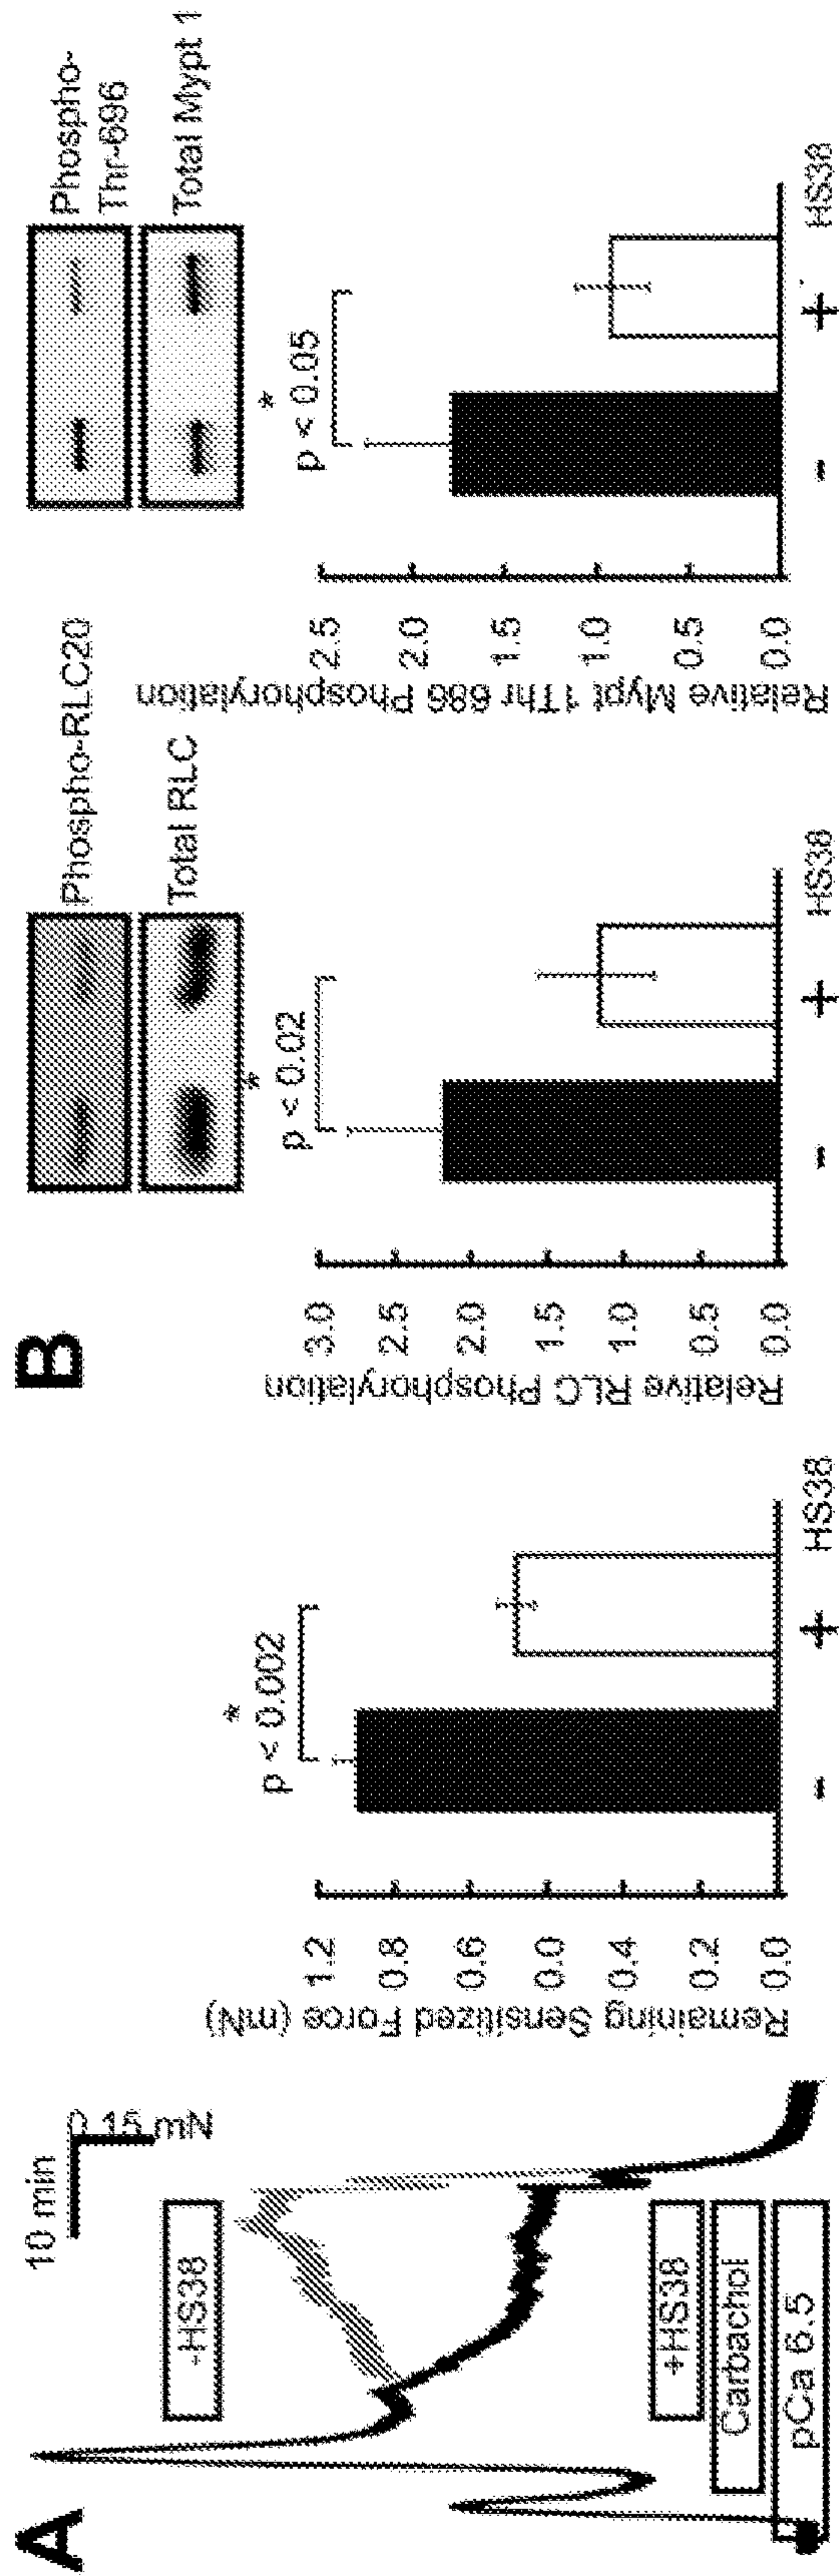 A
10 min
0.15 mN
-HS38
+HS38
Carbachol
pCa 6.5
Remaining Sensitized Force (mN)
1.2
0.8
0.6
0.0
0.4
0.2
0.0
*
p < 0.002
-
+
HS38
B
Phospho-RLC20
Total RLC
Relative RLC Phosphorylation
3.0
2.5
2.0
1.5
1.0
0.5
0.0
*
p < 0.02
-
+
HS38
Phospho-
Thr-696
Total Mypt 1
Relative Mypt 1Thr 686 Phosphorylation
2.5
2.0
1.5
1.0
0.5
0.0
*
p < 0.05
-
+
HS38